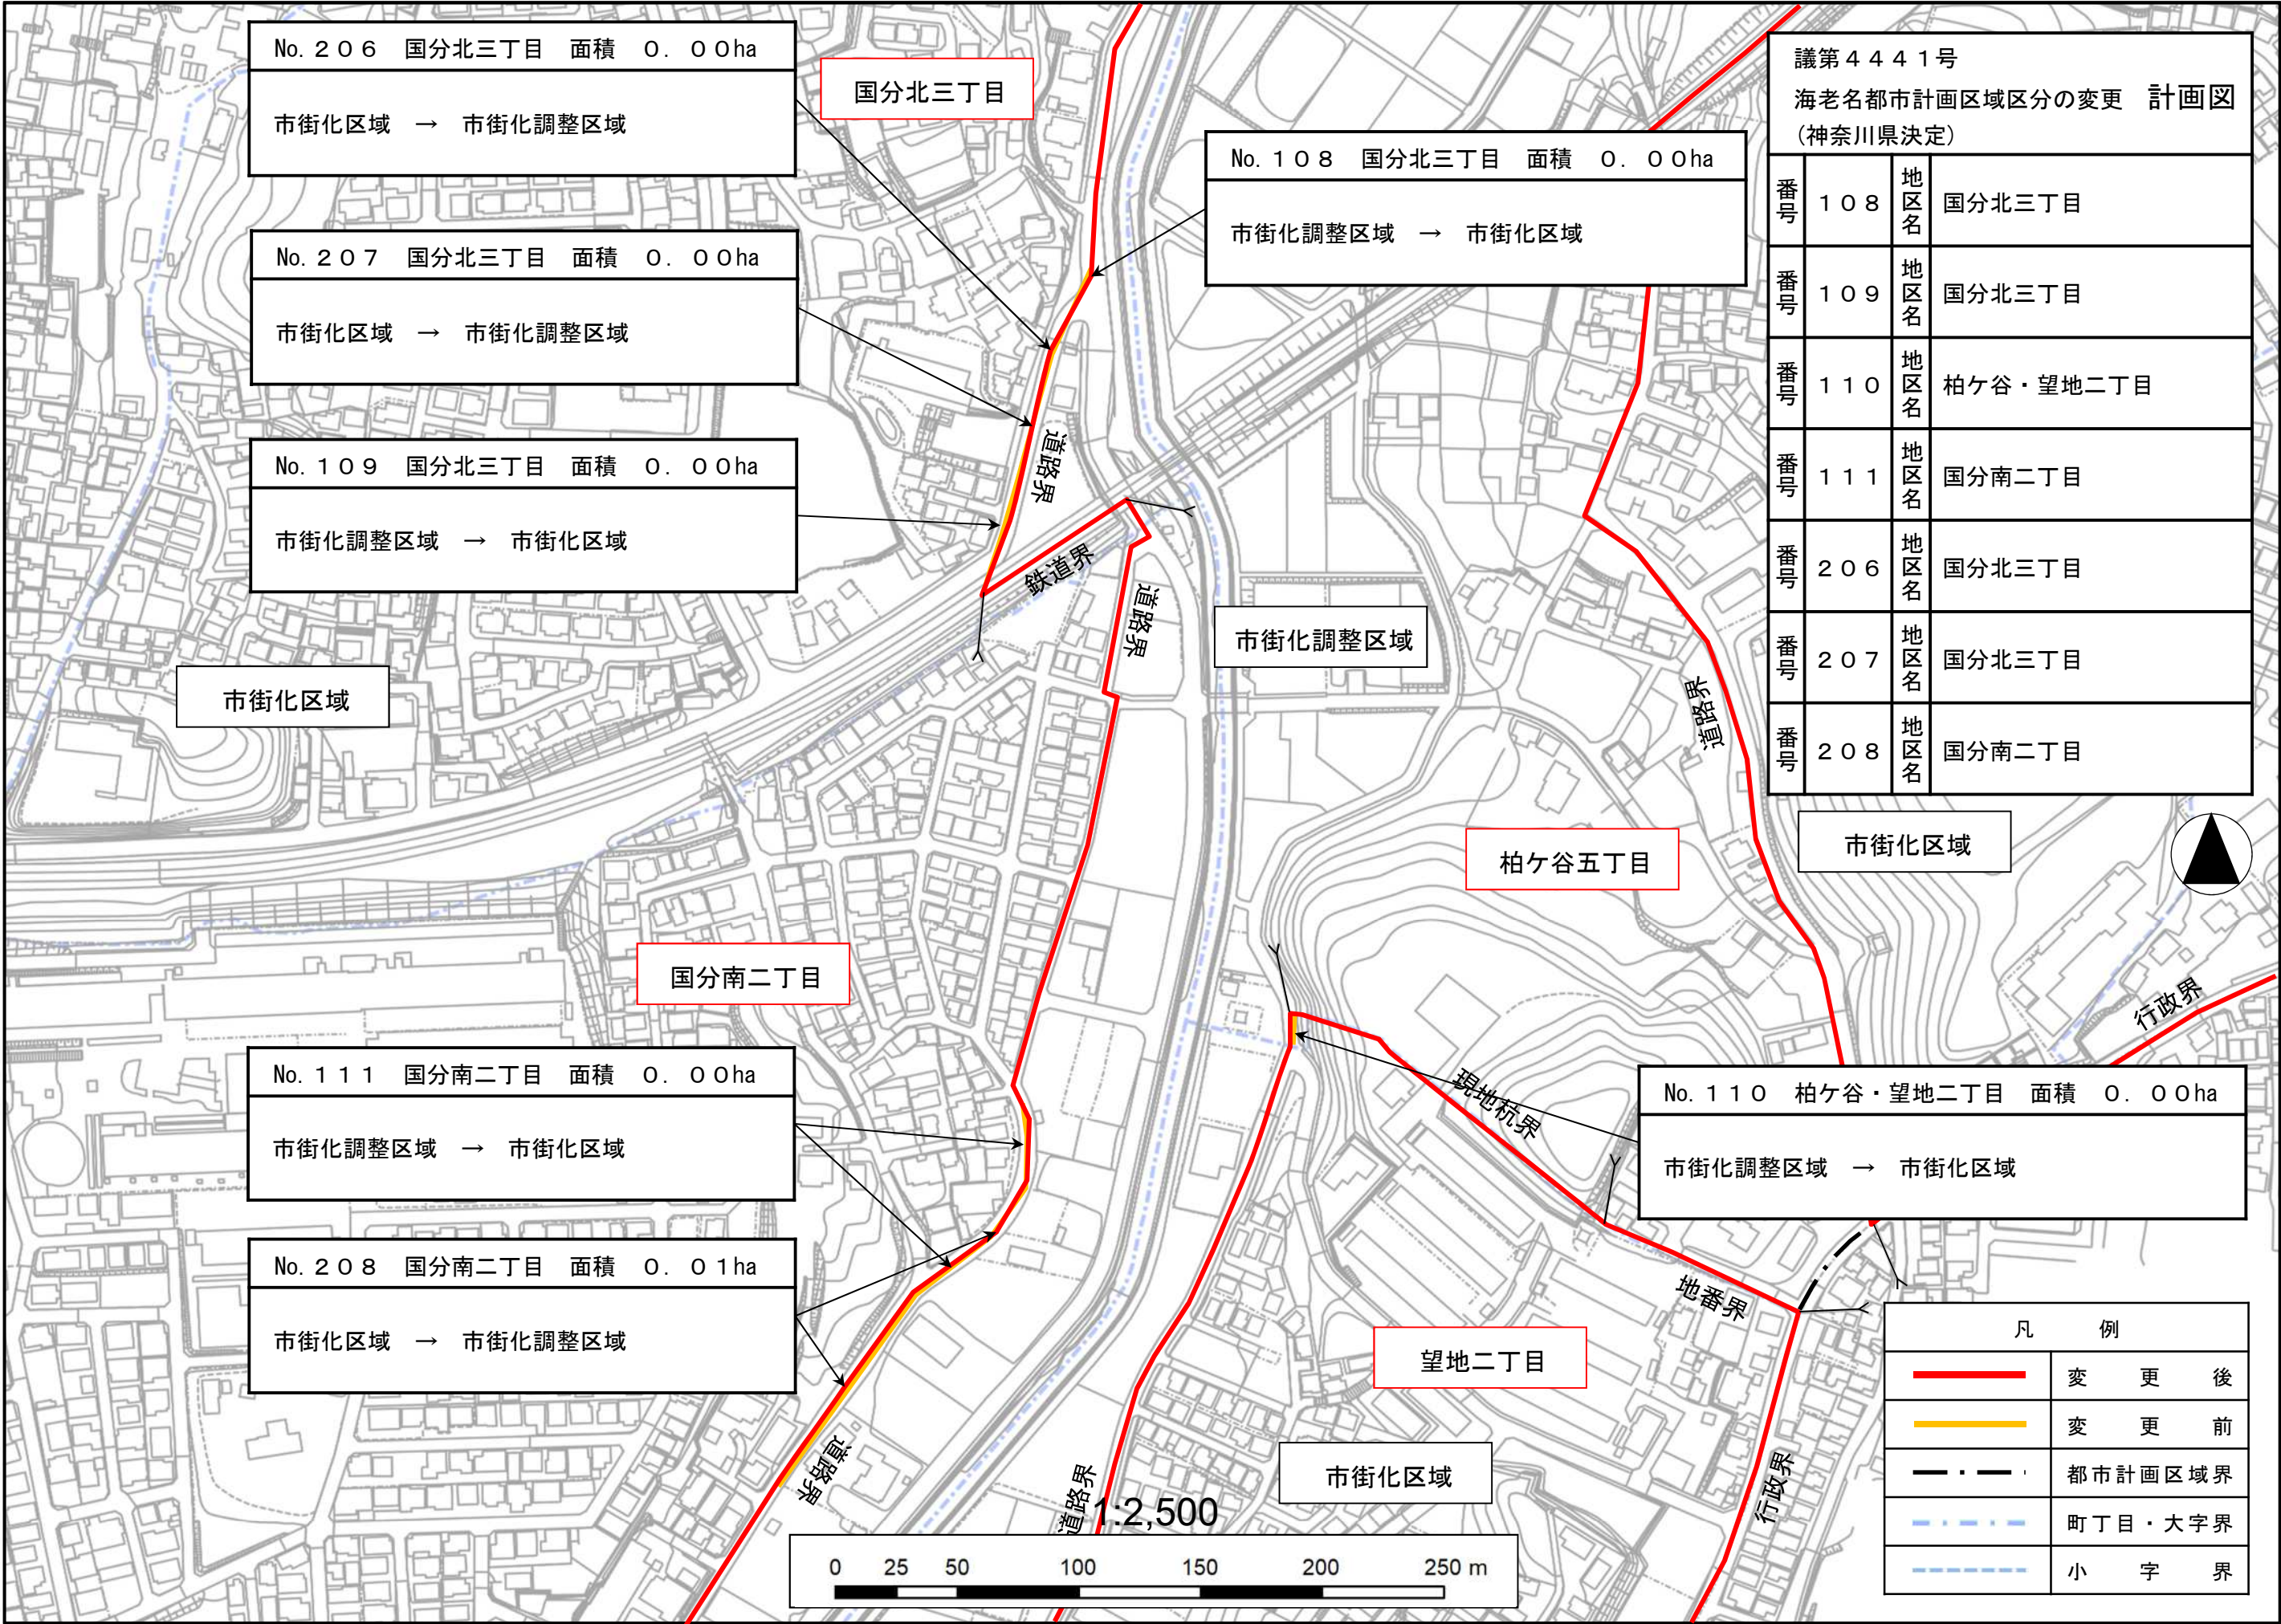 No. ２０６　国分北三丁目　面積　０. ００ha
市街化区域　→　市街化調整区域
国分北三丁目
No. ２０７　国分北三丁目　面積　０. ００ha
市街化区域　→　市街化調整区域
No. １０９　国分北三丁目　面積　０. ００ha
市街化調整区域　→　市街化区域
No. １０８　国分北三丁目　面積　０. ００ha
市街化調整区域　→　市街化区域
議第４４４１号
海老名都市計画区域区分の変更　計画図
(神奈川県決定)
番号　１０８　地区名　国分北三丁目
番号　１０９　地区名　国分北三丁目
番号　１１０　地区名　柏ケ谷・望地二丁目
番号　１１１　地区名　国分南二丁目
番号　２０６　地区名　国分北三丁目
番号　２０７　地区名　国分北三丁目
番号　２０８　地区名　国分南二丁目
道路界
鉄道界
道路界
市街化調整区域
市街化区域
道路界
市街化区域
柏ケ谷五丁目
国分南二丁目
行政界
No. １１１　国分南二丁目　面積　０. ００ha
市街化調整区域　→　市街化区域
現地杭界
No. １１０　柏ケ谷・望地二丁目　面積　０. ００ha
市街化調整区域　→　市街化区域
No. ２０８　国分南二丁目　面積　０. ０１ha
市街化区域　→　市街化調整区域
地番界
望地二丁目
市街化区域
道路界
道路界
行政界
1:2,500
0 25 50 100 150 200 250 m
凡　例
変　更　後
変　更　前
都市計画区域界
町丁目・大字界
小　字　界